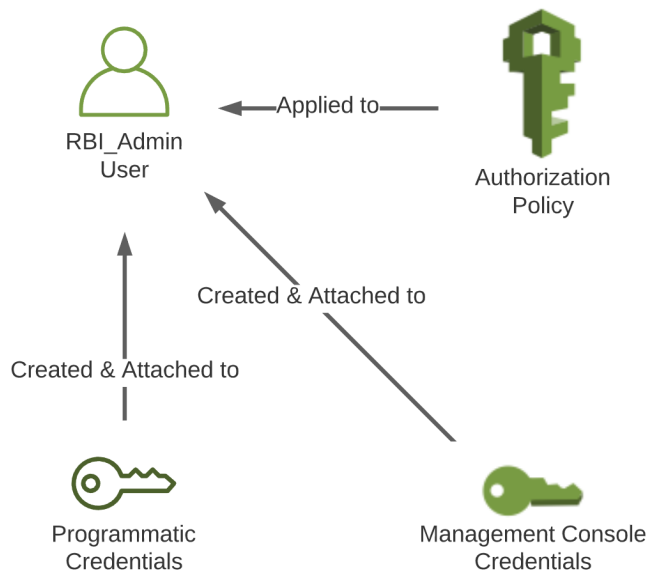 Applied to
RBI_Admin
User
Authorization
Policy
Created & Attached to
Created & Attached to
Programmatic
Credentials
Management Console
Credentials